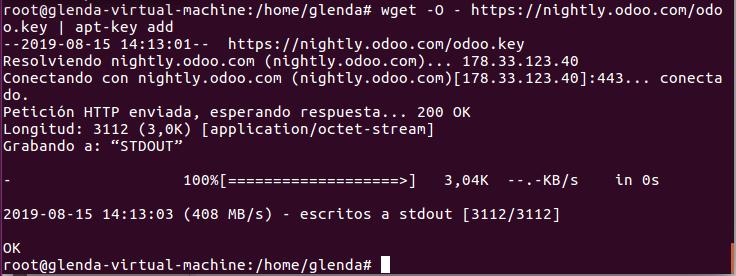 root@glenda-virtual-machine:/home/glenda# wget -O - https://nightly.odoo.com/odo
o.key | apt-key add
--2019-08-15 14:13:01--  https://nightly.odoo.com/odoo.key
Resolviendo nightly.odoo.com (nightly.odoo.com)... 178.33.123.40
Conectando con nightly.odoo.com (nightly.odoo.com)[178.33.123.40]:443... conecta
do.
Petición HTTP enviada, esperando respuesta... 200 OK
Longitud: 3112 (3,0K) [application/octet-stream]
Grabando a: “STDOUT”
-                   100%[===================>]   3,04K  --.-KB/s    in 0s
2019-08-15 14:13:03 (408 MB/s) - escritos a stdout [3112/3112]
OK
root@glenda-virtual-machine:/home/glenda#